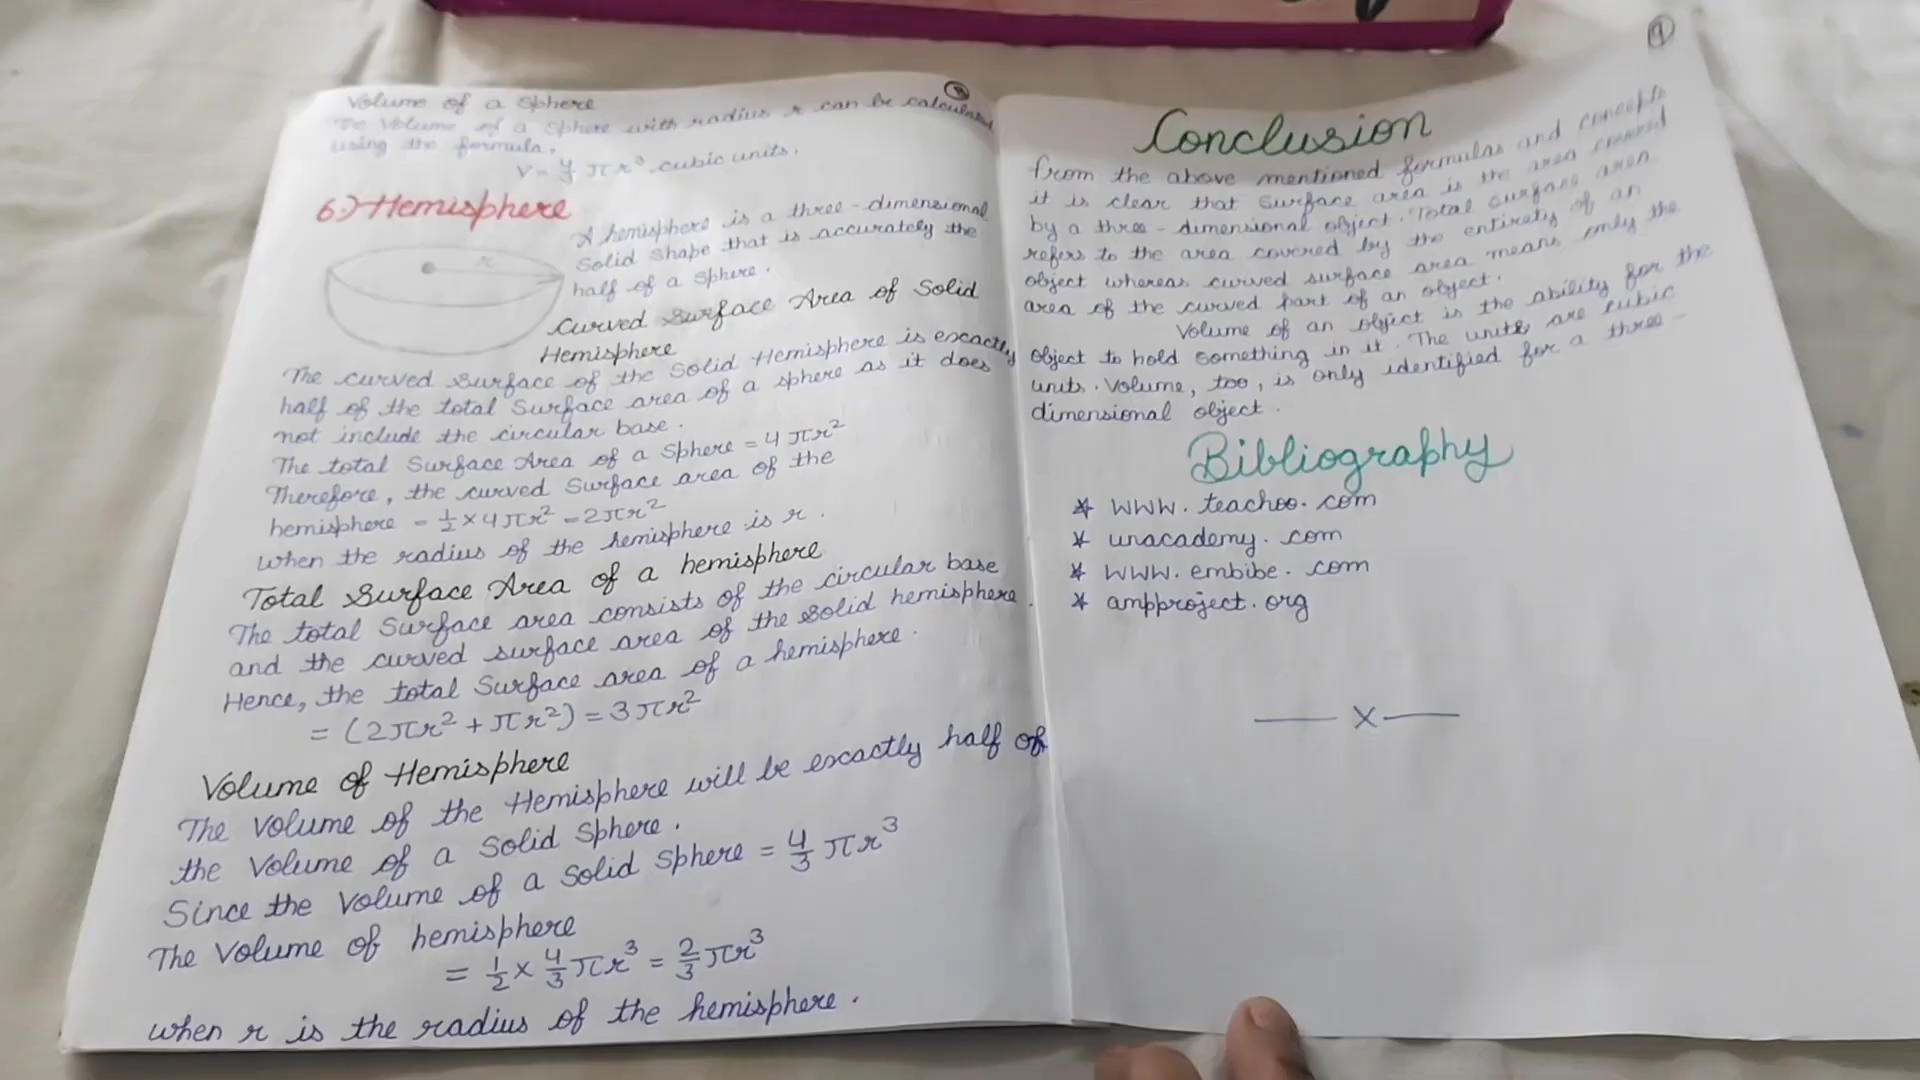 8
Volume of a Sphere
The Volume of a Sphere with radius r can be calculated
using the formula,
V = 4/3 πr³ cubic units.
6.) Hemisphere
A hemisphere is a three-dimensional
Solid Shape that is accurately the
half of a Sphere.
r
Curved Surface Area of Solid
Hemisphere
The curved Surface of the Solid Hemisphere is excactly
half of the total Surface area of a sphere as it does
not include the circular base.
The total Surface Area of a Sphere = 4πr²
Therefore, the curved Surface area of the
hemisphere = 1/2 × 4πr² = 2πr²
when the radius of the hemisphere is r.
Total Surface Area of a hemisphere
The total Surface area consists of the circular base
and the curved surface area of the solid hemisphere.
Hence, the total Surface area of a hemisphere.
= (2πr² + πr²) = 3πr²
Volume of Hemisphere
The Volume of the Hemisphere will be excactly half of
the Volume of a Solid Sphere.
Since the Volume of a Solid Sphere = 4/3 πr³
The Volume of hemisphere
= 1/2 × 4/3 πr³ = 2/3 πr³
when r is the radius of the hemisphere.
9
Conclusion
From the above mentioned formulas and concepts
it is clear that Surface area is the area covered
by a three-dimensional object. Total surface area
refers to the area covered by the entirety of an
object whereas curved surface area means only the
area of the curved part of an object.
Volume of an object is the ability for the
object to hold something in it. The units are cubic
units. Volume, too, is only identified for a three-
dimensional object.
Bibliography
* www.teachoo.com
* unacademy.com
* www.embibe.com
* ampproject.org
— x —